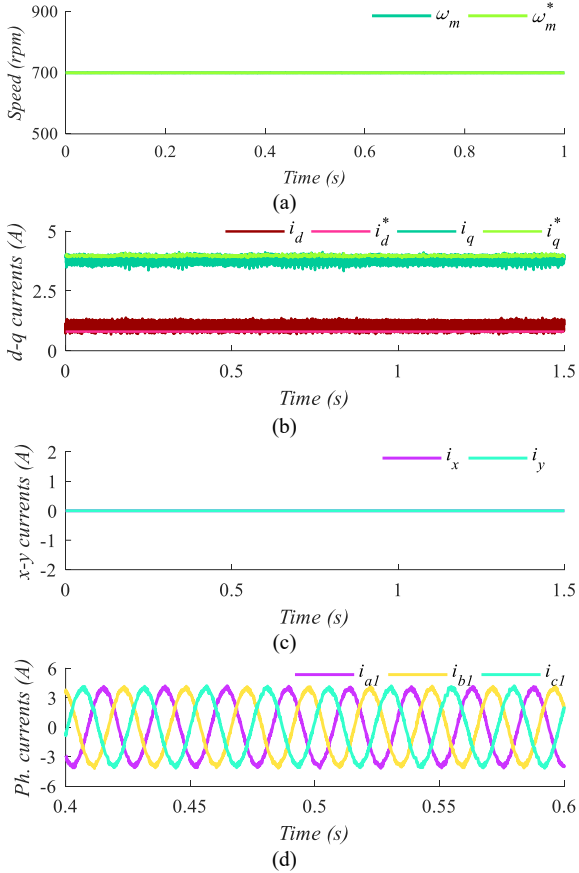 900
ω_m ω_m^*
Speed (rpm)
700
500
0 0.2 0.4 0.6 0.8 1
Time (s)
(a)
5
i_d i_d^* i_q i_q^*
d-q currents (A)
2.5
0
0 0.5 1 1.5
Time (s)
(b)
2
i_x i_y
1
x-y currents (A)
0
-1
-2
0 0.5 1 1.5
Time (s)
(c)
6
i_a1 i_b1 i_c1
3
Ph. currents (A)
0
-3
-6
0.4 0.45 0.5 0.55 0.6
Time (s)
(d)